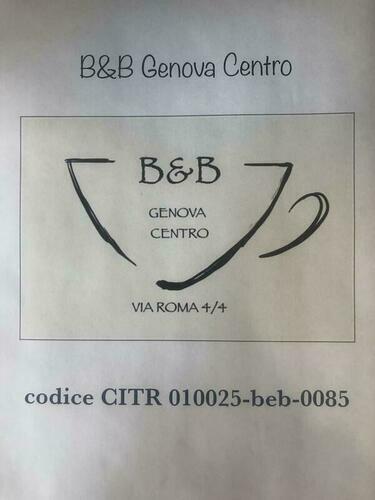 B&B Genova Centro
B&B
GENOVA
CENTRO
VIA ROMA 4/4
codice CITR 010025-beb-0085